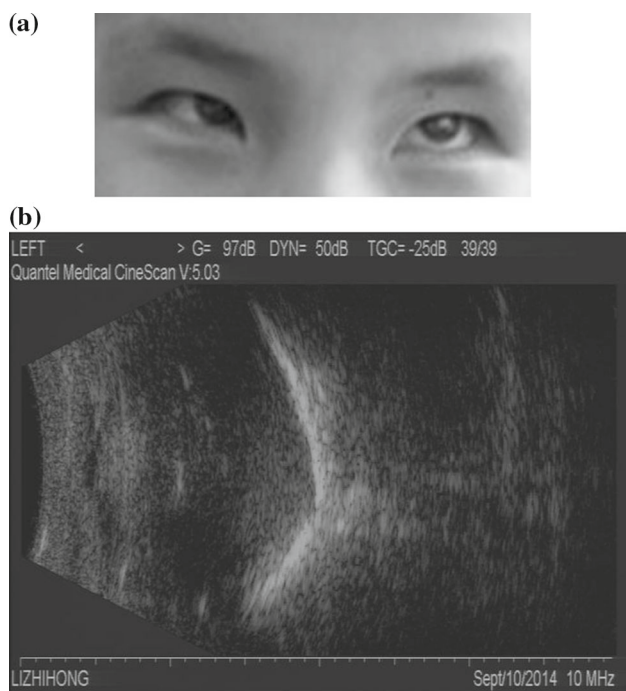 (a)
(b)
LEFT < > G= 97dB DYN= 50dB TGC= -25dB 39/39
Quantel Medical CineScan V:5.03
LIZHIHONG Sept/10/2014 10 MHz